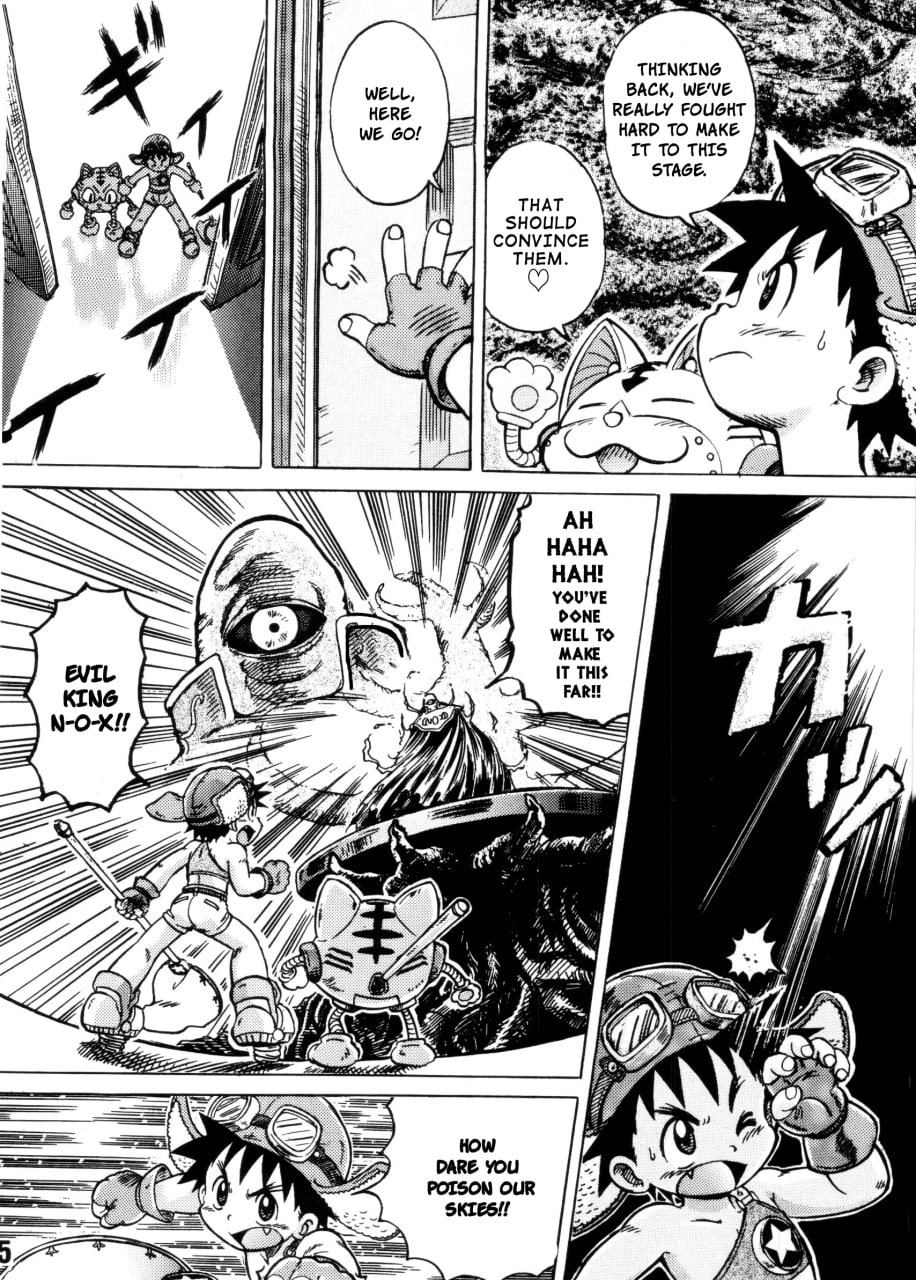 THINKING
BACK, WE'VE
REALLY FOUGHT
HARD TO MAKE
IT TO THIS
STAGE.
THAT
SHOULD
CONVINCE
THEM.
♡
WELL,
HERE
WE GO!
ギイイイイイ
カッ
AH
HAHA
HAH!
YOU'VE
DONE
WELL TO
MAKE
IT THIS
FAR!!
EVIL
KING
N-O-X!!
HOW
DARE YOU
POISON OUR
SKIES!!
5